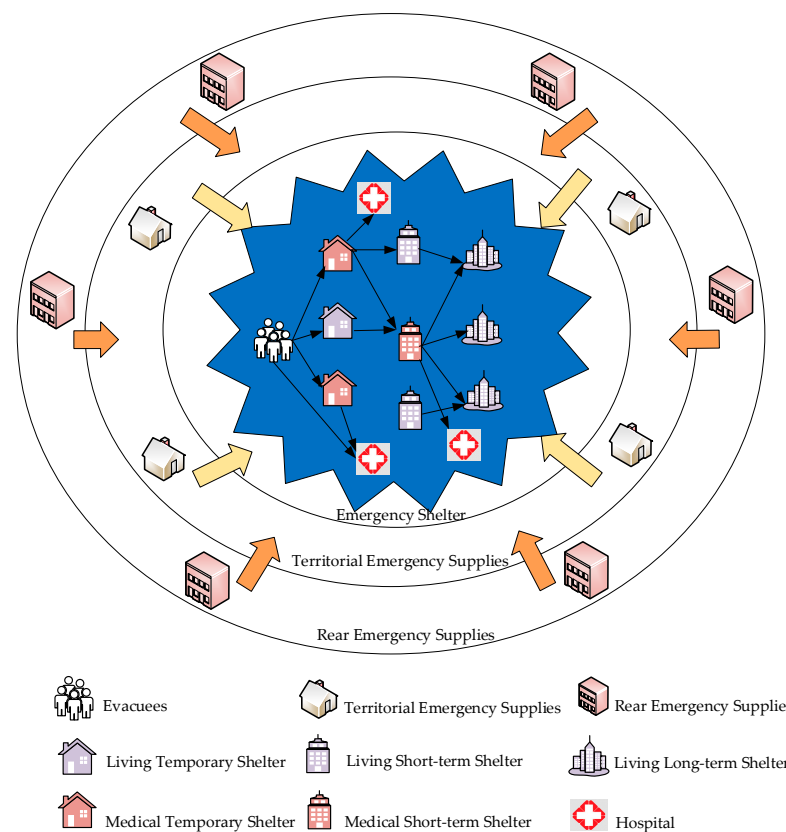 Emergency Shelter
Territorial Emergency Supplies
Rear Emergency Supplies
Evacuees
Territorial Emergency Supplies
Rear Emergency Supplie
Living Temporary Shelter
Living Short-term Shelter
Living Long-term Shelter
Medical Temporary Shelter
Medical Short-term Shelter
Hospital